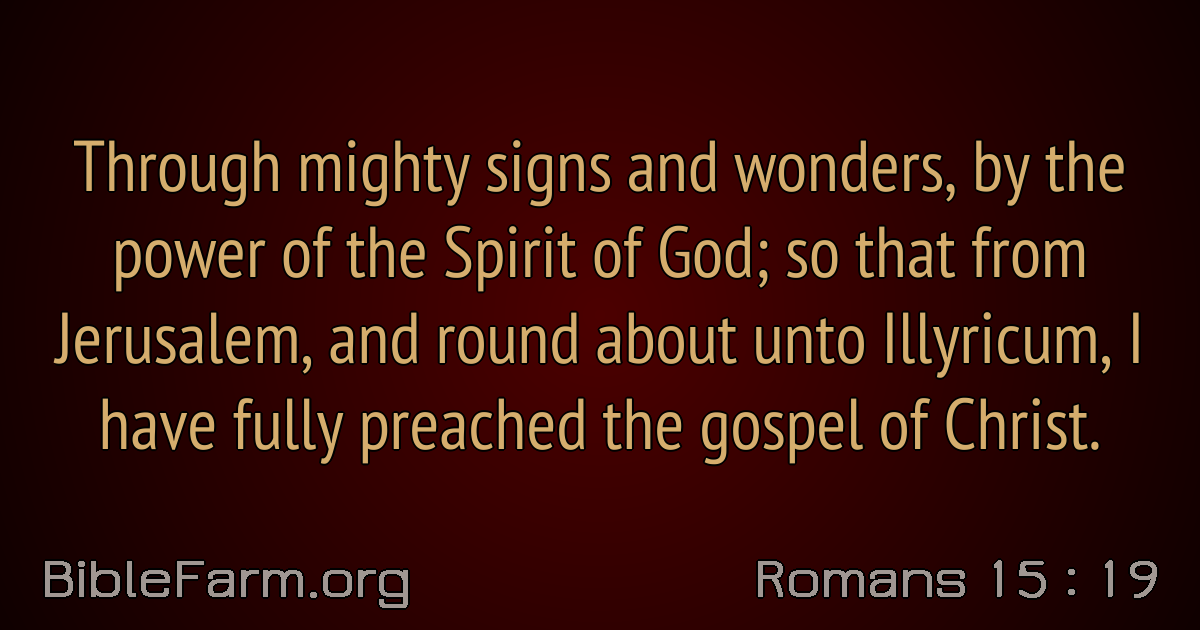 Through mighty signs and wonders, by the
power of the Spirit of God; so that from
Jerusalem, and round about unto Illyricum, I
have fully preached the gospel of Christ.
BibleFarm.org
Romans 15 : 19